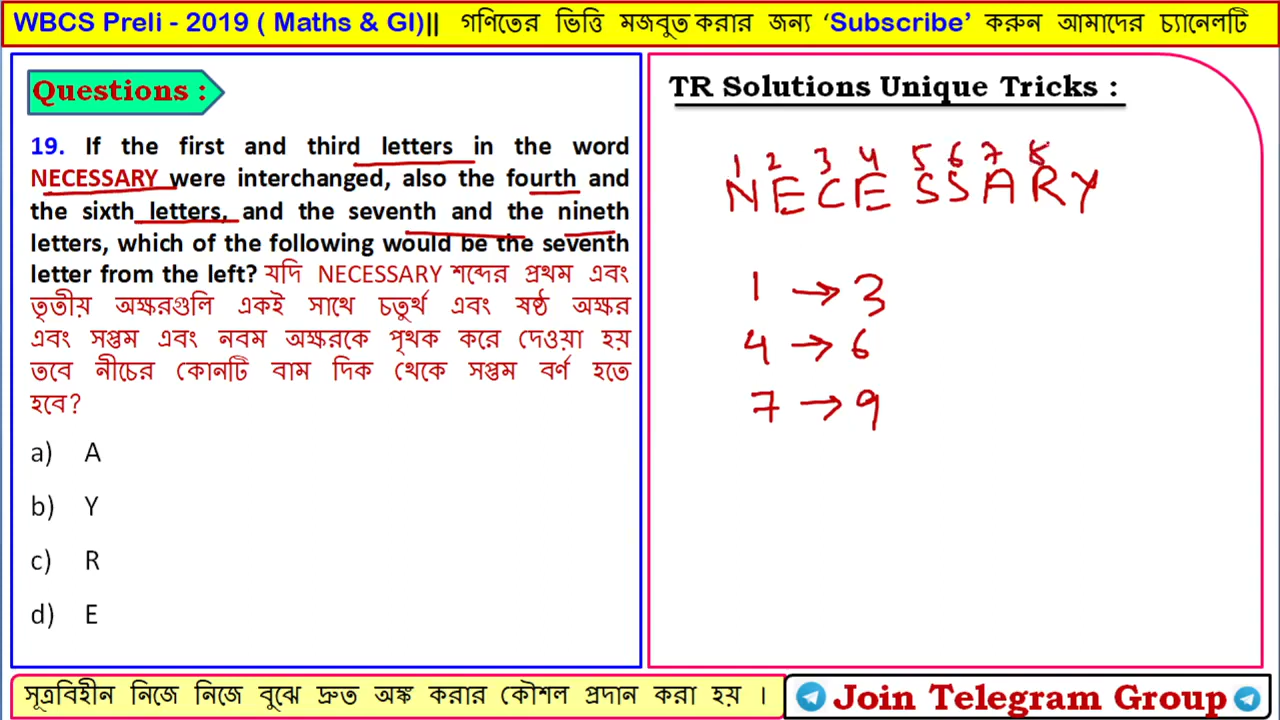 WBCS Preli - 2019 ( Maths & GI)|| গণিতের ভিত্তি মজবুত করার জন্য ‘Subscribe’ করুন আমাদের চ্যানেলটি
Questions :
19. If the first and third letters in the word
NECESSARY were interchanged, also the fourth and
the sixth letters, and the seventh and the nineth
letters, which of the following would be the seventh
letter from the left? যদি NECESSARY শব্দের প্রথম এবং
তৃতীয় অক্ষরগুলি একই সাথে চতুর্থ এবং ষষ্ঠ অক্ষর
এবং সপ্তম এবং নবম অক্ষরকে পৃথক করে দেওয়া হয়
তবে নীচের কোনটি বাম দিক থেকে সপ্তম বর্ণ হতে
হবে?
a) A
b) Y
c) R
d) E
TR Solutions Unique Tricks :
1 2 3 4 5 6 7 8
NECESSARY
1 → 3
4 → 6
7 → 9
সূত্রবিহীন নিজে নিজে বুঝে দ্রুত অঙ্ক করার কৌশল প্রদান করা হয় ।
Join Telegram Group